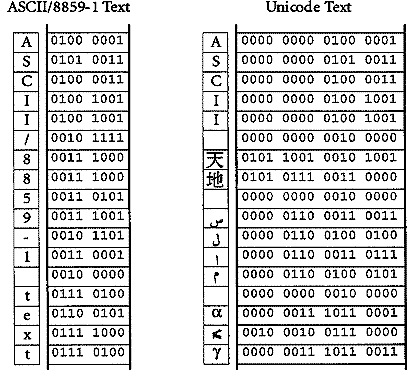 ASCII/8859-1 Text Unicode Text
A 0100 0001 A 0000 0000 0100 0001
S 0101 0011 S 0000 0000 0101 0011
C 0100 0011 C 0000 0000 0100 0011
I 0100 1001 I 0000 0000 0100 1001
I 0100 1001 I 0000 0000 0100 1001
/ 0010 1111 0000 0000 0010 0000
8 0011 1000 天 0101 1001 0010 1001
8 0011 1000 地 0101 0111 0011 0000
5 0011 0101 0000 0000 0010 0000
9 0011 1001 س 0000 0110 0011 0011
- 0010 1101 ل 0000 0110 0100 0100
1 0011 0001 ا 0000 0110 0011 0111
0010 0000 م 0000 0110 0100 0101
t 0111 0100 0000 0000 0010 0000
e 0110 0101 α 0000 0011 1011 0001
x 0111 1000 ≰ 0010 0010 0111 0000
t 0111 0100 γ 0000 0011 1011 0011